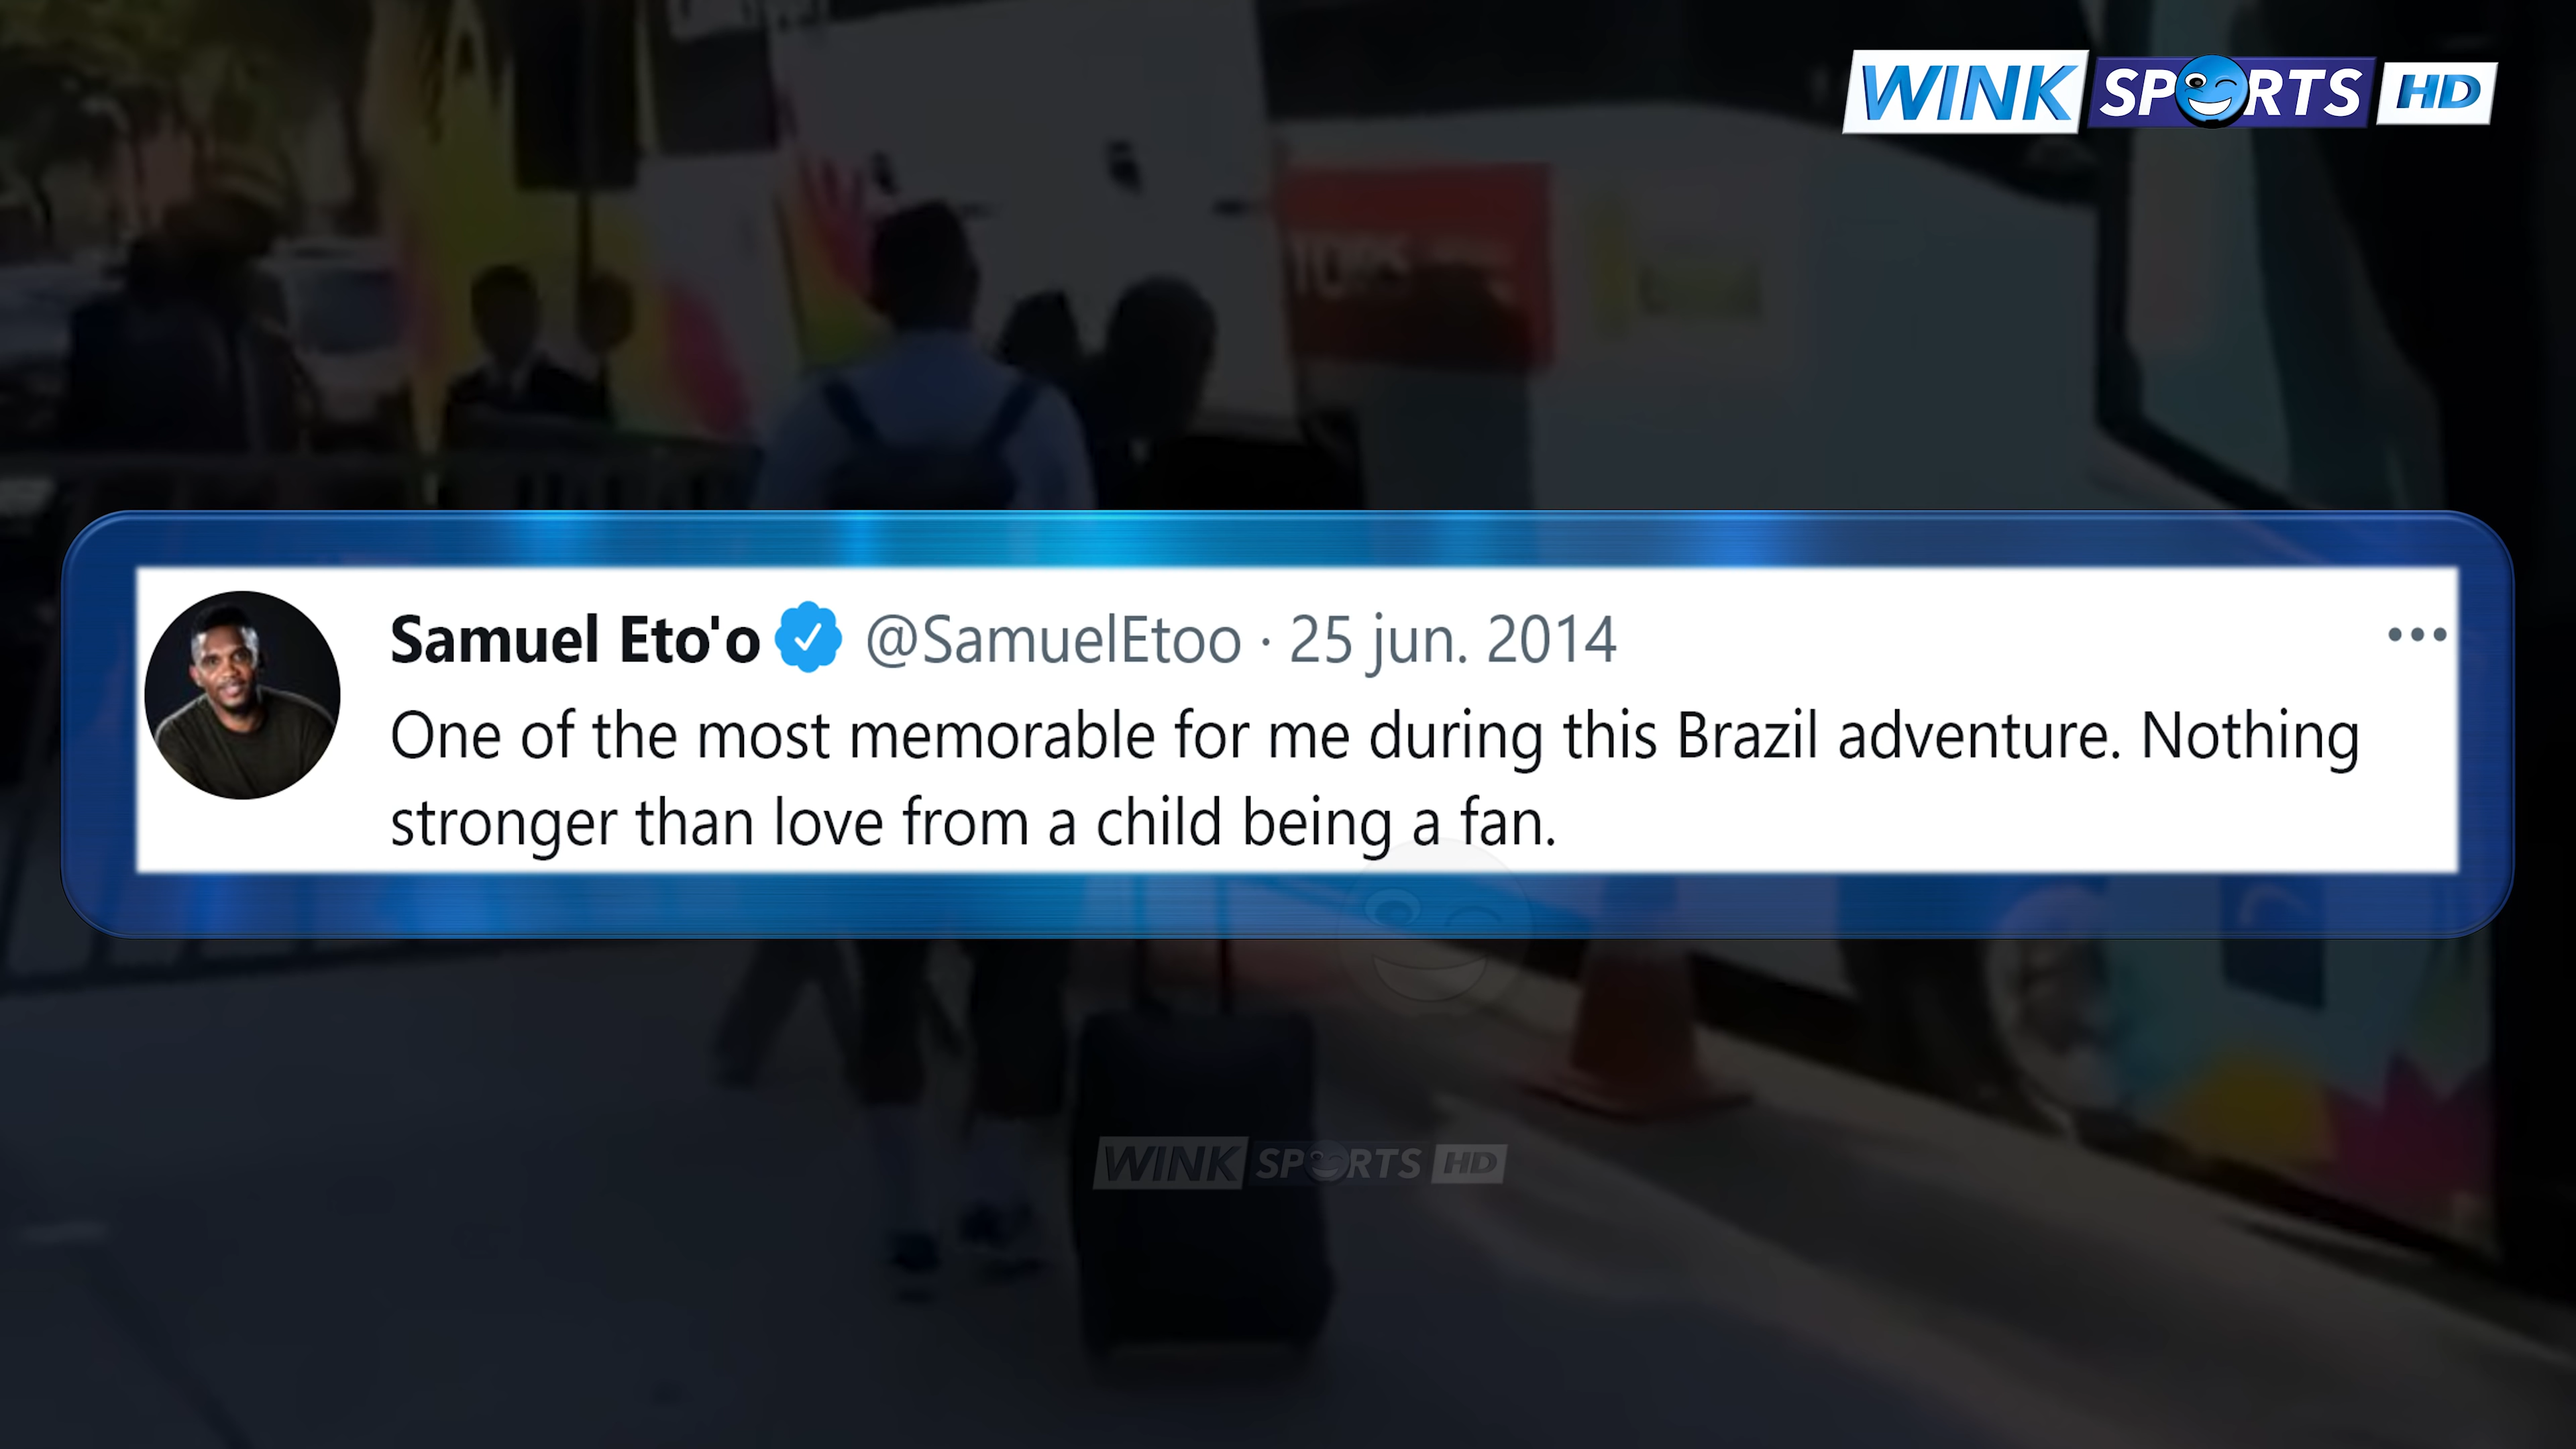 WINK SPORTS HD
Samuel Eto'o @SamuelEtoo · 25 jun. 2014
One of the most memorable for me during this Brazil adventure. Nothing
stronger than love from a child being a fan.
WINK SPORTS HD